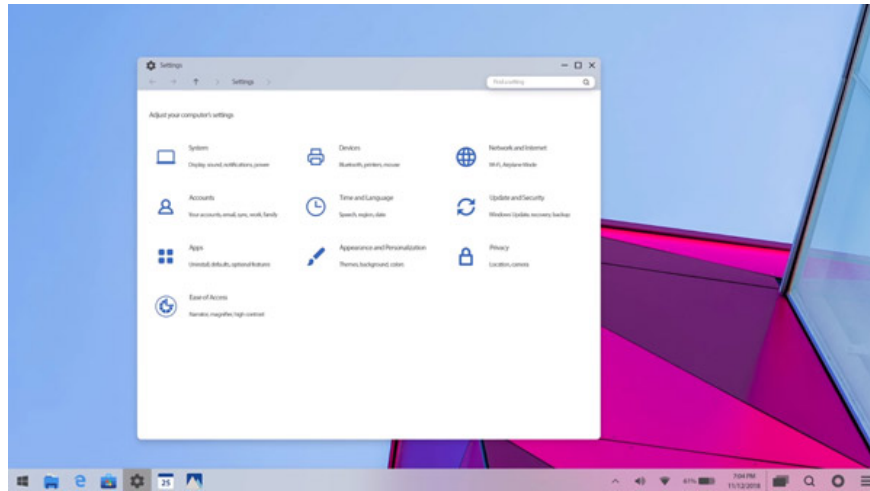 Settings
Settings
Find a setting
Adjust your computer's settings
System
Display, sound, notifications, power
Devices
Bluetooth, printers, mouse
Network and Internet
Wi-Fi, Airplane Mode
Accounts
Your accounts, email, sync, work, family
Time and Language
Speech, region, date
Update and Security
Windows Update, recovery, backup
Apps
Uninstall, defaults, optional features
Appearance and Personalization
Themes, background, colors
Privacy
Location, camera
Ease of Access
Narrator, magnifier, high contrast
25
61%
7:04 PM
11/12/2018